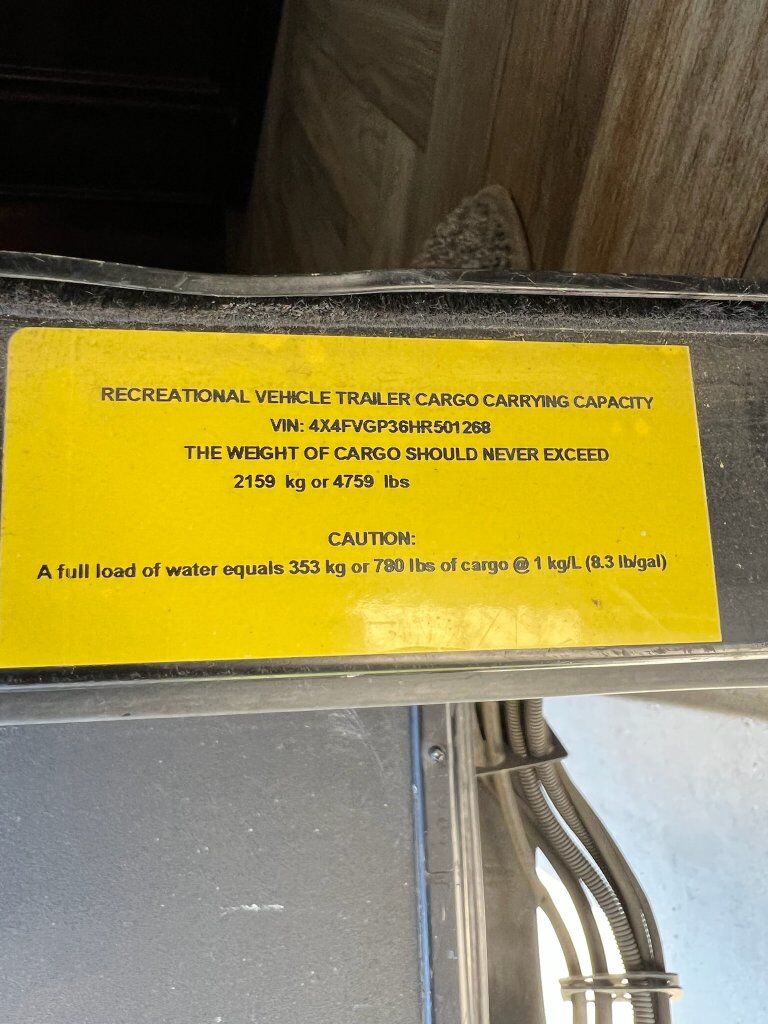 RECREATIONAL VEHICLE TRAILER CARGO CARRYING CAPACITY
VIN: 4X4FVGP36HR501268
THE WEIGHT OF CARGO SHOULD NEVER EXCEED
2159 kg or 4759 lbs
CAUTION:
A full load of water equals 353 kg or 780 lbs of cargo @ 1 kg/L (8.3 lb/gal)